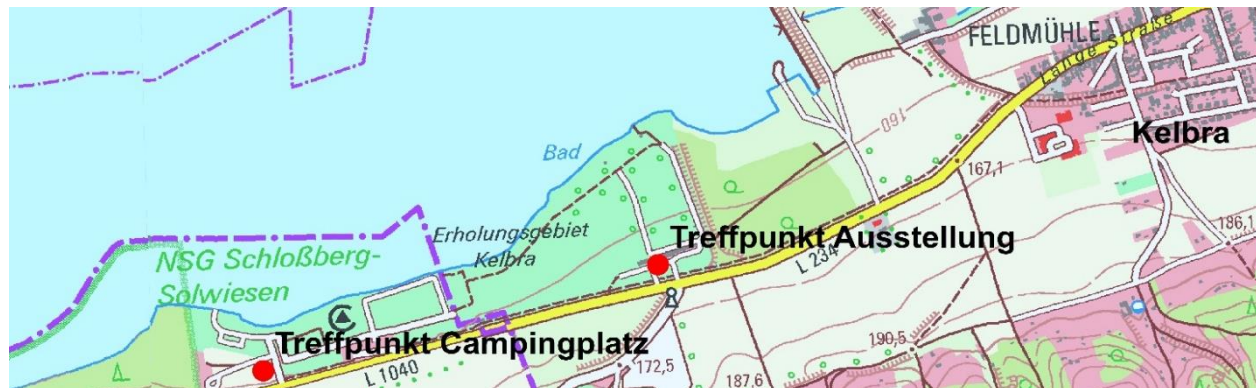 FELDMÜHLE
Lange Straße
Kelbra
160
Bad
167,1
Erholungsgebiet
Kelbra
Treffpunkt Ausstellung
L 234
186,1
NSG Schloßberg-
Solwiesen
Treffpunkt Campingplatz
L 1040
172,5
187,6
190,5